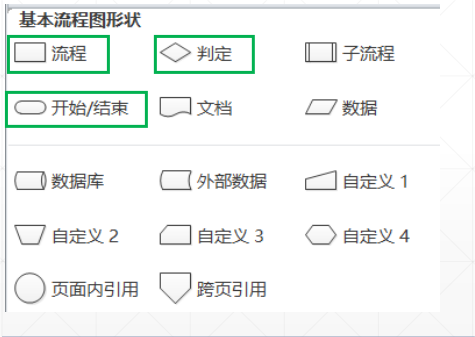 基本流程图形状
流程 判定 子流程
开始/结束 文档 数据
数据库 外部数据 自定义 1
自定义 2 自定义 3 自定义 4
页面内引用 跨页引用